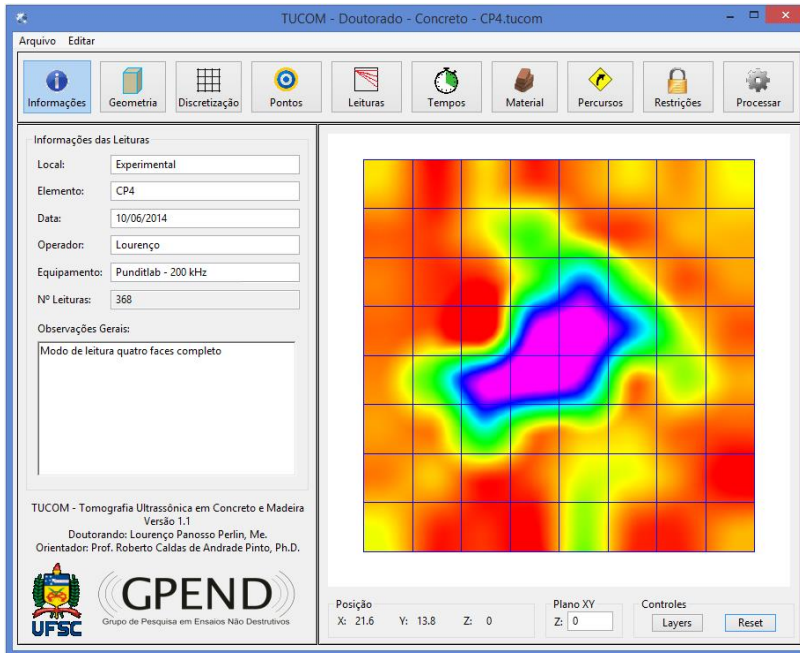 TUCOM - Doutorado - Concreto - CP4.tucom
Arquivo Editar
Informações Geometria Discretização Pontos Leituras Tempos Material Percursos Restrições Processar
Informações das Leituras
Local: Experimental
Elemento: CP4
Data: 10/06/2014
Operador: Lourenço
Equipamento: Punditlab - 200 kHz
Nº Leituras: 368
Observações Gerais:
Modo de leitura quatro faces completo
TUCOM - Tomografia Ultrassônica em Concreto e Madeira
Versão 1.1
Doutorando: Lourenço Panosso Perlin, Me.
Orientador: Prof. Roberto Caldas de Andrade Pinto, Ph.D.
UFSC
GPEND
Grupo de Pesquisa em Ensaios Não Destrutivos
Posição
X: 21.6 Y: 13.8 Z: 0
Plano XY
Z: 0
Controles
Layers Reset